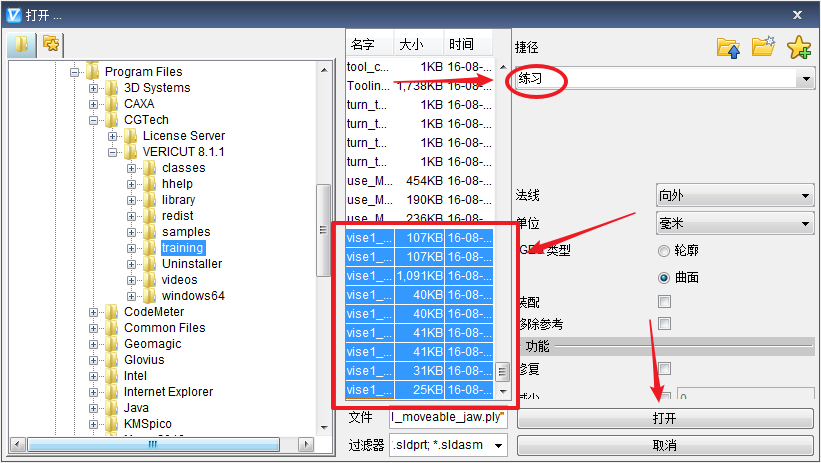 打开 ...
名字 大小 时间
捷径
Program Files
3D Systems
CAXA
CGTech
License Server
VERICUT 8.1.1
classes
hhelp
library
redist
samples
training
Uninstaller
videos
windows64
CodeMeter
Common Files
Geomagic
Glovius
Intel
Internet Explorer
Java
KMSpico
tool_c... 1KB 16-08-...
Toolin... 1,738KB 16-08-...
turn_t... 1KB 16-08-...
turn_t... 1KB 16-08-...
turn_t... 1KB 16-08-...
turn_t... 1KB 16-08-...
use_M... 454KB 16-08-...
use_M... 190KB 16-08-...
use_M... 236KB 16-08-...
vise1_... 107KB 16-08-...
vise1_... 107KB 16-08-...
vise1_... 1,091KB 16-08-...
vise1_... 40KB 16-08-...
vise1_... 40KB 16-08-...
vise1_... 41KB 16-08-...
vise1_... 41KB 16-08-...
vise1_... 31KB 16-08-...
vise1_... 25KB 16-08-...
练习
法线 向外
单位 毫米
类型 轮廓
曲面
装配
移除参考
功能
修复
减少 0
文件 l_moveable_jaw.ply"
打开
过滤器 .sldprt; *.sldasm
取消